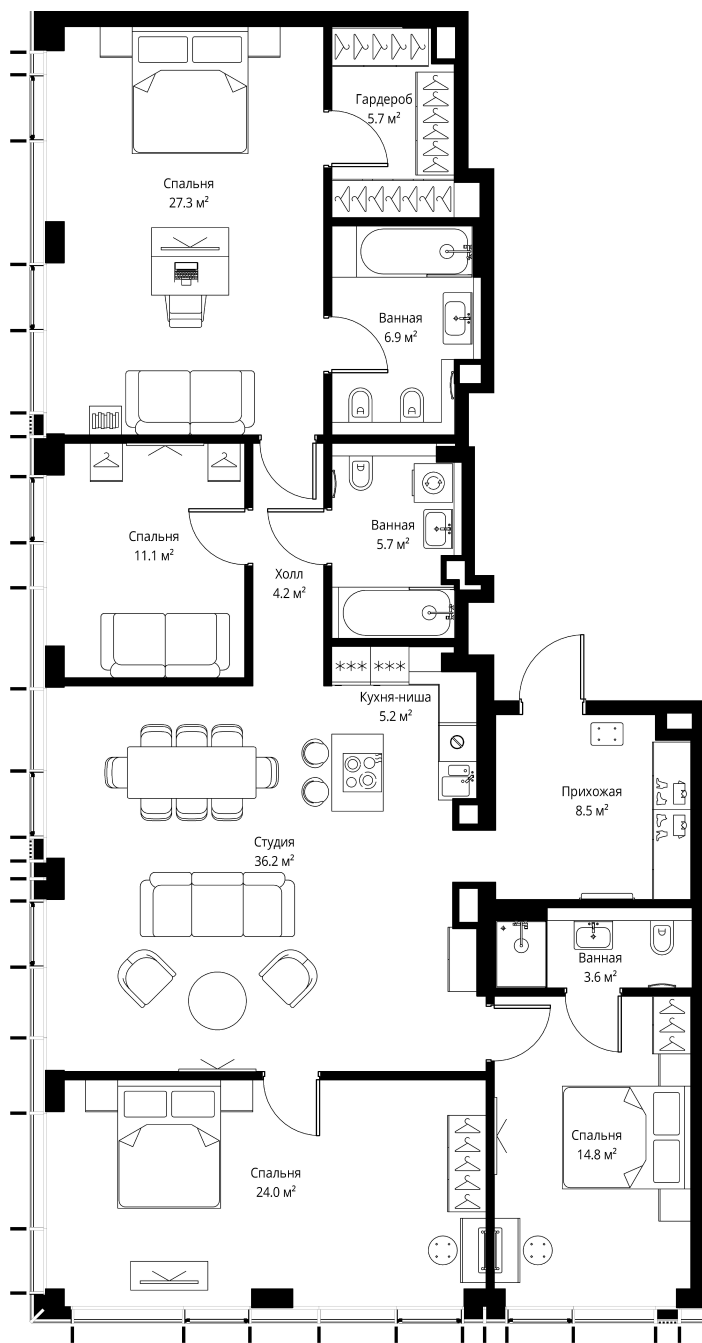 Гардероб
5.7 м²
Спальня
27.3 м²
Ванная
6.9 м²
Ванная
5.7 м²
Спальня
11.1 м²
Холл
4.2 м²
Кухня-ниша
5.2 м²
Прихожая
8.5 м²
Студия
36.2 м²
Ванная
3.6 м²
Спальня
14.8 м²
Спальня
24.0 м²